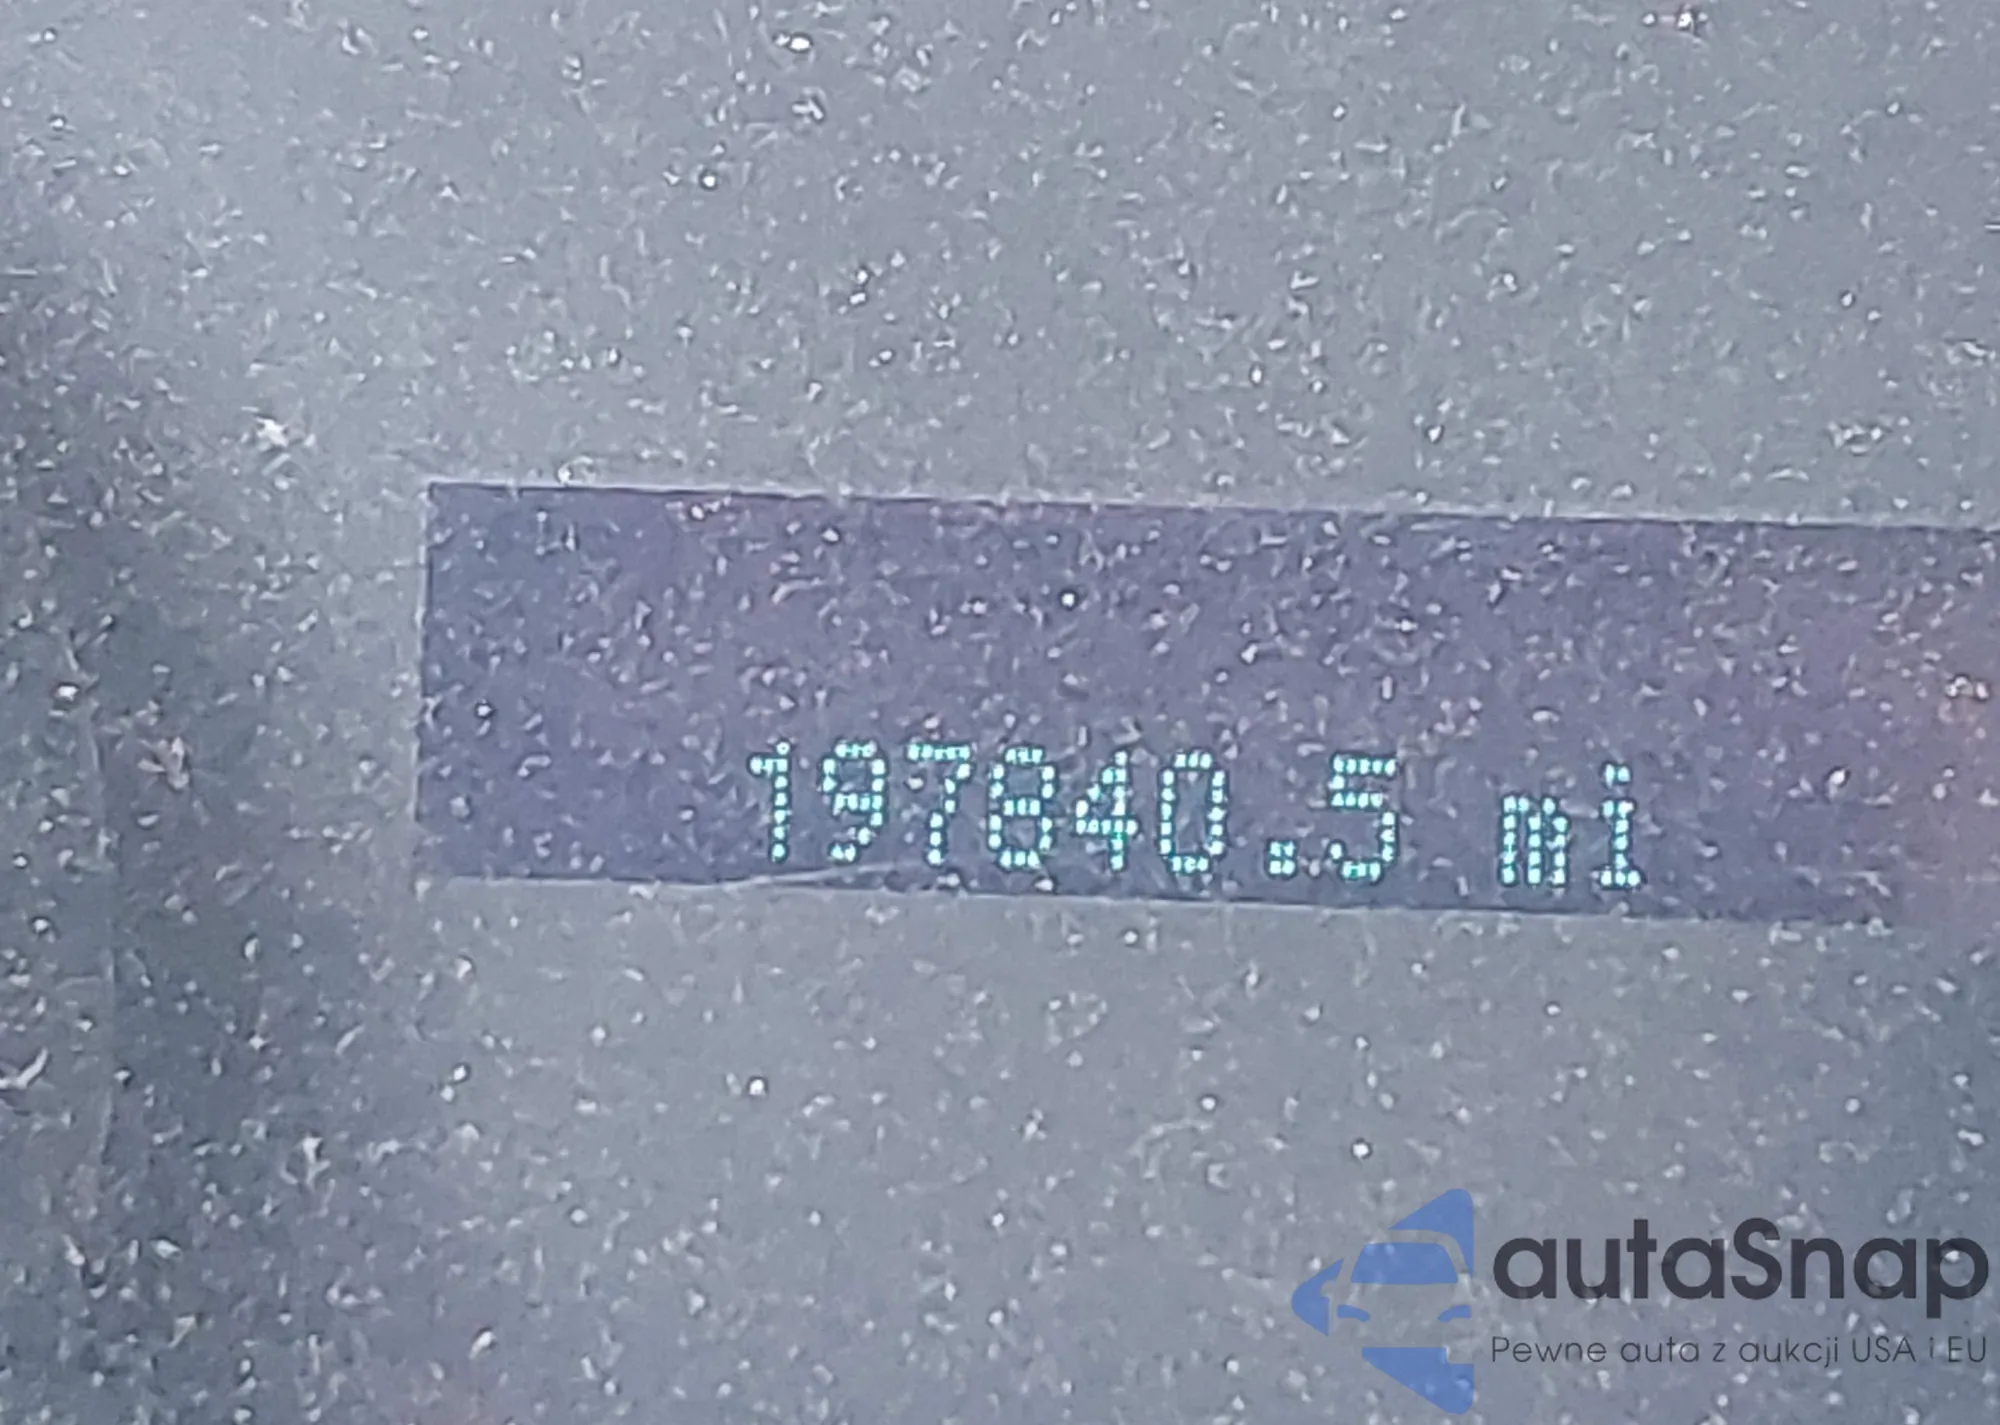 197840.5 mi
autaSnap
Pewne auta z aukcji USA i EU